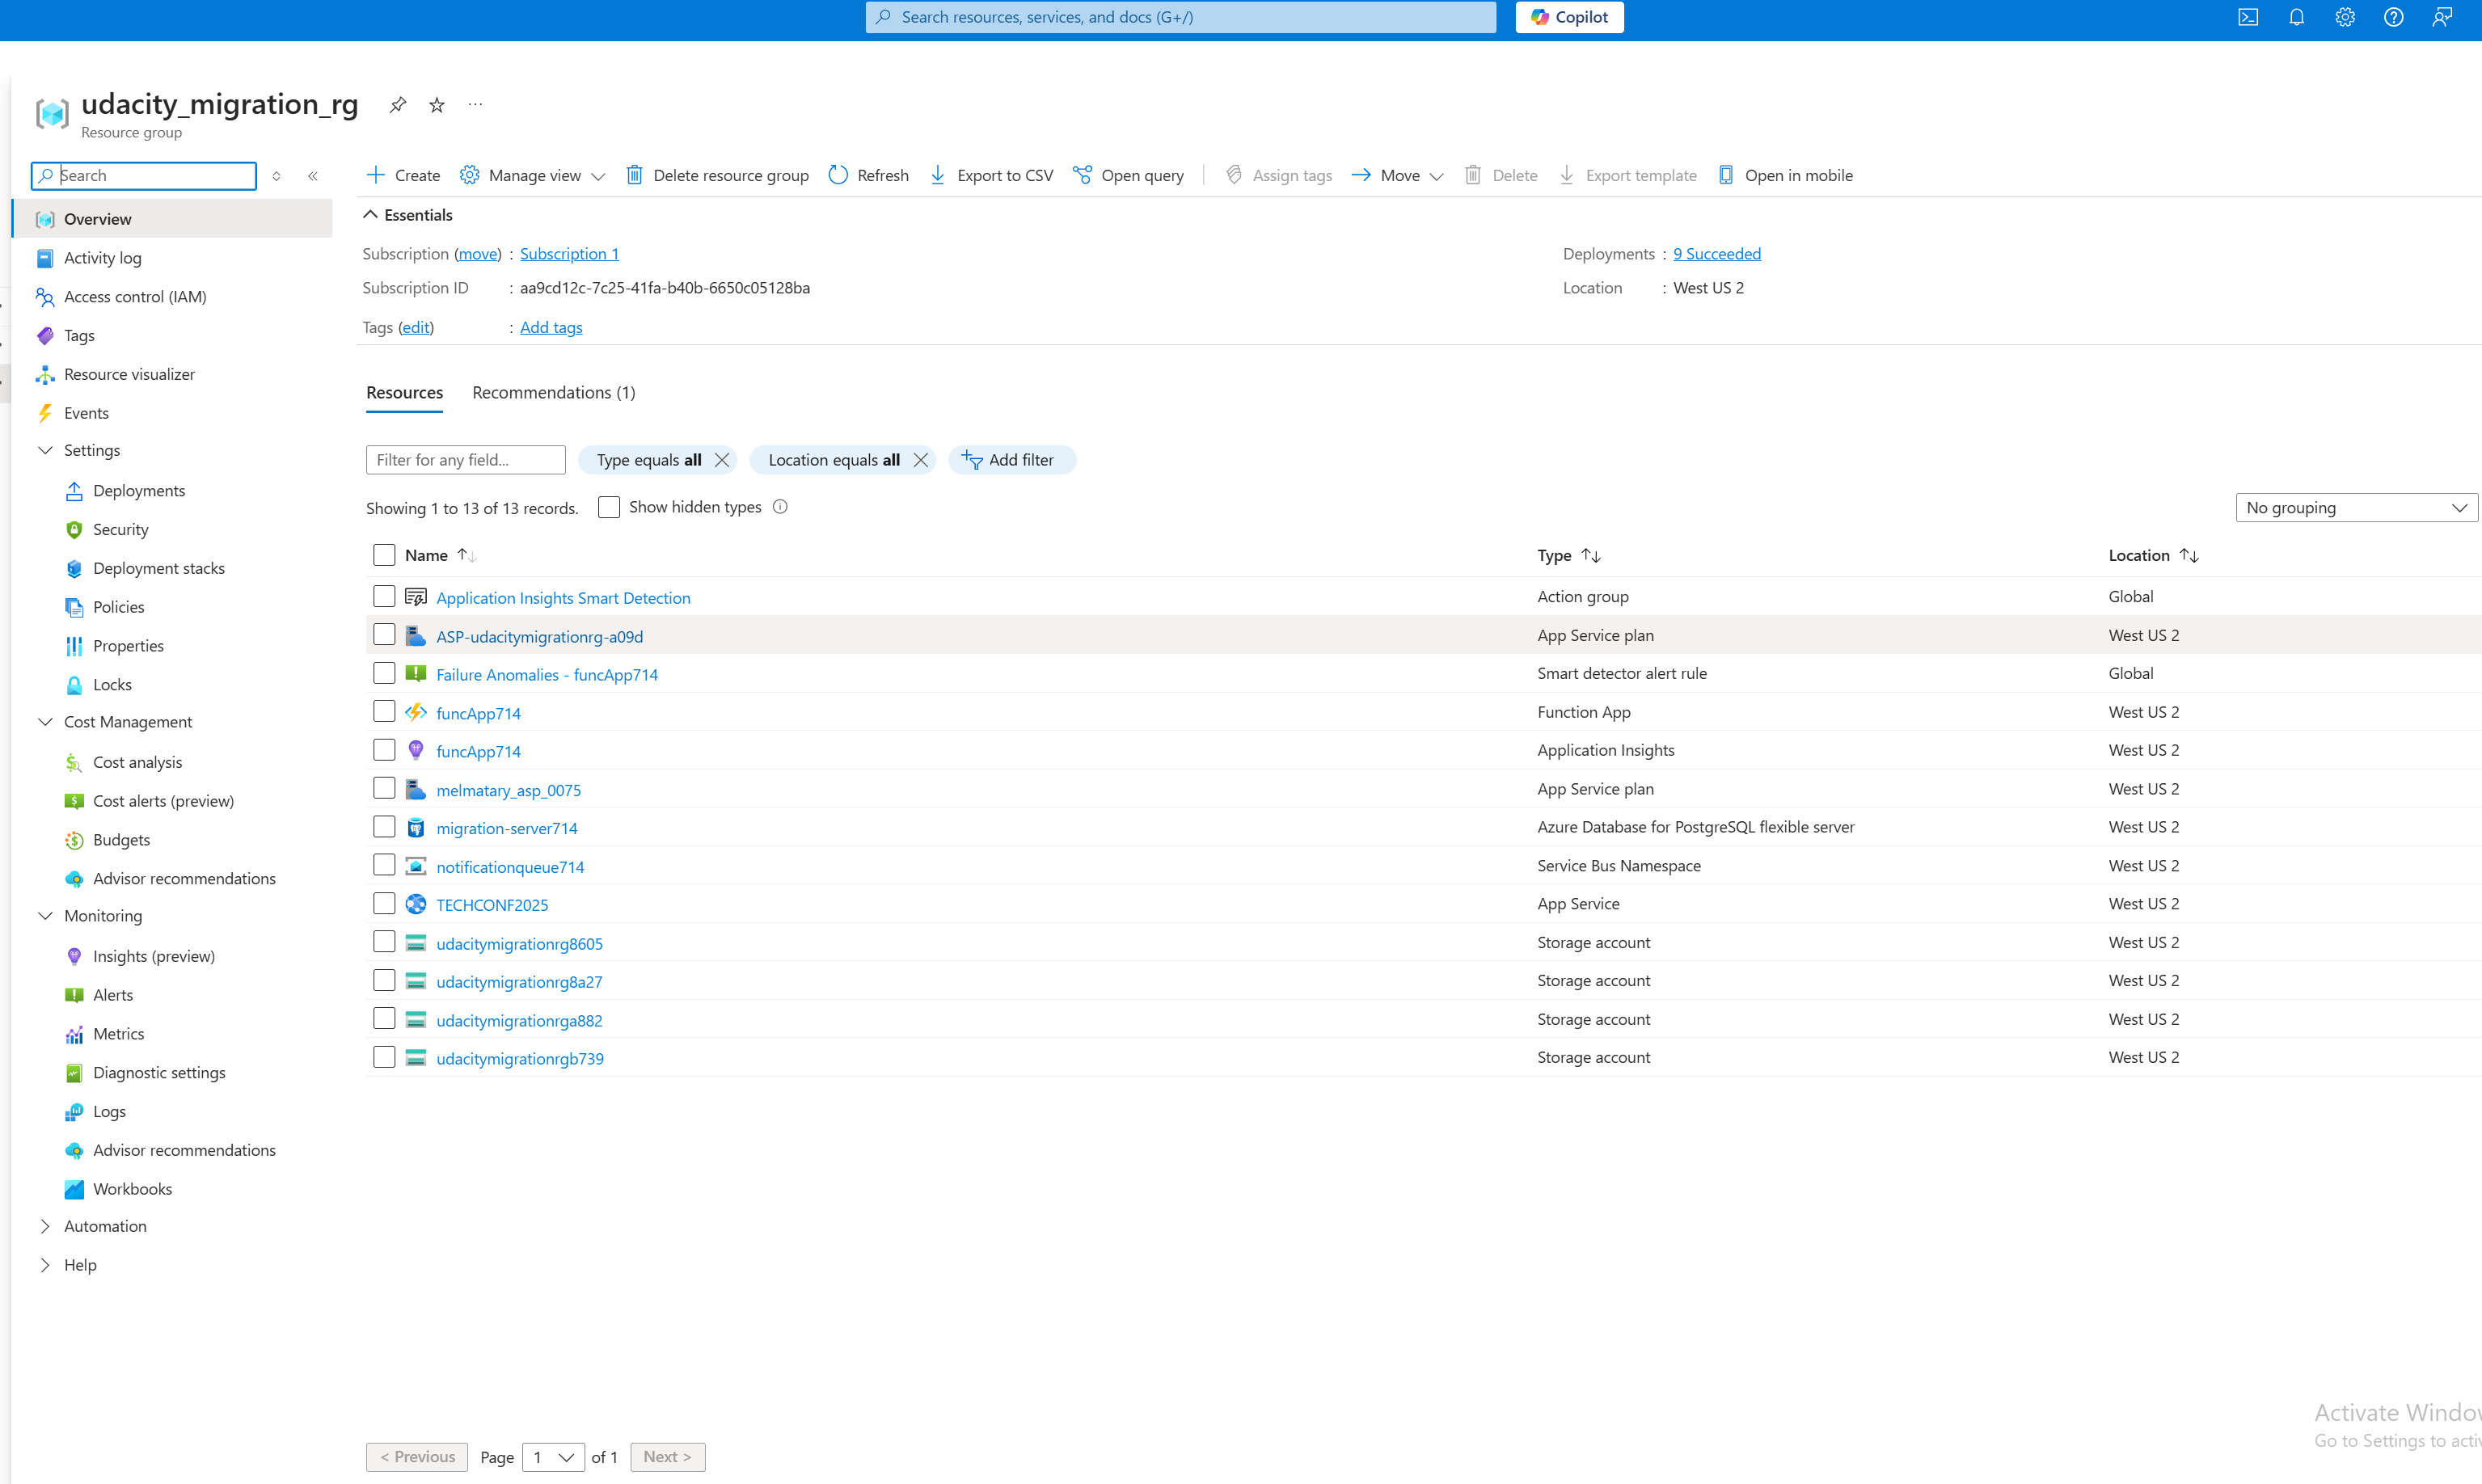 Search resources, services, and docs (G+/)
Copilot
udacity_migration_rg
Resource group
Search
Create
Manage view
Delete resource group
Refresh
Export to CSV
Open query
Assign tags
Move
Delete
Export template
Open in mobile
Overview
Activity log
Access control (IAM)
Tags
Resource visualizer
Events
Settings
Deployments
Security
Deployment stacks
Policies
Properties
Locks
Cost Management
Cost analysis
Cost alerts (preview)
Budgets
Advisor recommendations
Monitoring
Insights (preview)
Alerts
Metrics
Diagnostic settings
Logs
Advisor recommendations
Workbooks
Automation
Help
Essentials
Subscription (move) : Subscription 1
Subscription ID : aa9cd12c-7c25-41fa-b40b-6650c05128ba
Tags (edit) : Add tags
Deployments : 9 Succeeded
Location : West US 2
Resources Recommendations (1)
Filter for any field...
Type equals all
Location equals all
Add filter
Showing 1 to 13 of 13 records.
Show hidden types
No grouping
Name Type Location
Application Insights Smart Detection Action group Global
ASP-udacitymigrationrg-a09d App Service plan West US 2
Failure Anomalies - funcApp714 Smart detector alert rule Global
funcApp714 Function App West US 2
funcApp714 Application Insights West US 2
melmatary_asp_0075 App Service plan West US 2
migration-server714 Azure Database for PostgreSQL flexible server West US 2
notificationqueue714 Service Bus Namespace West US 2
TECHCONF2025 App Service West US 2
udacitymigrationrg8605 Storage account West US 2
udacitymigrationrg8a27 Storage account West US 2
udacitymigrationrga882 Storage account West US 2
udacitymigrationrgb739 Storage account West US 2
< Previous Page 1 of 1 Next >
Activate Window
Go to Settings to activ